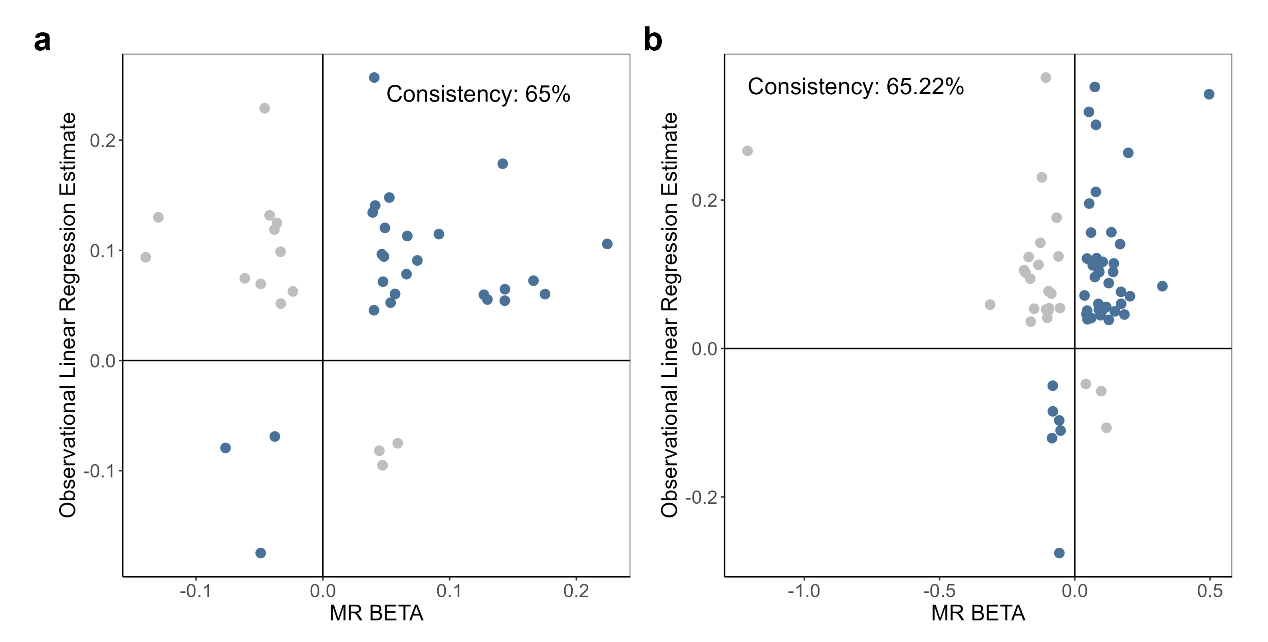 a
Consistency: 65%
Observational Linear Regression Estimate
0.2
0.1
0.0
-0.1
-0.1
0.0
0.1
0.2
MR BETA
b
Consistency: 65.22%
Observational Linear Regression Estimate
0.2
0.0
-0.2
-1.0
-0.5
0.0
0.5
MR BETA